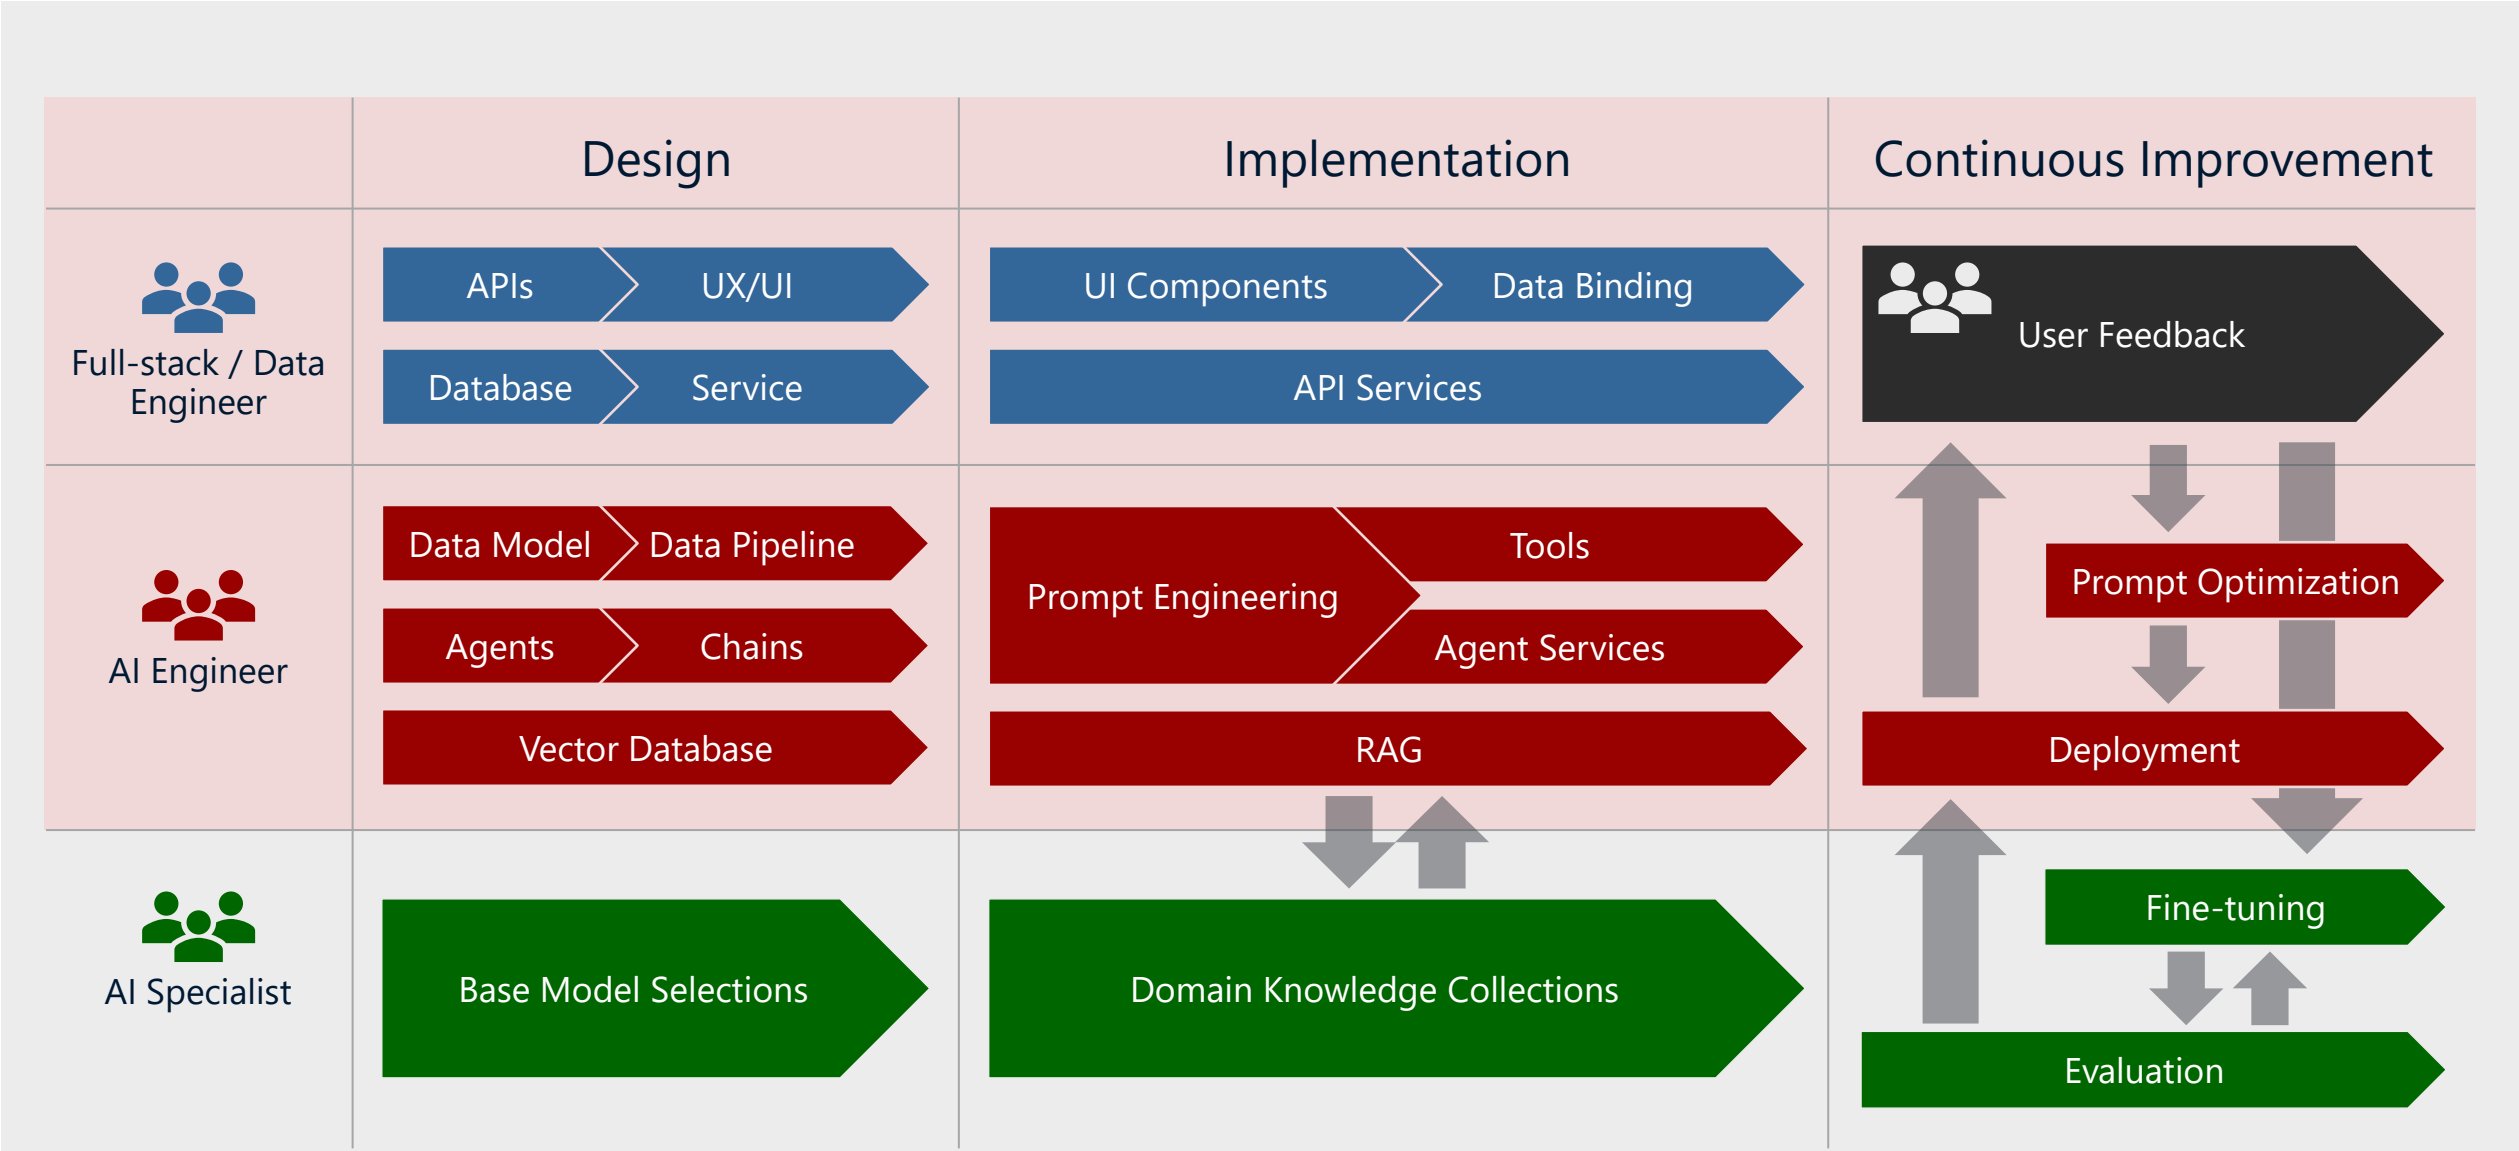 Design
Implementation
Continuous Improvement
Full-stack / Data
Engineer
APIs
UX/UI
Database
Service
UI Components
Data Binding
API Services
User Feedback
AI Engineer
Data Model
Data Pipeline
Agents
Chains
Vector Database
Prompt Engineering
Tools
Agent Services
RAG
Prompt Optimization
Deployment
AI Specialist
Base Model Selections
Domain Knowledge Collections
Fine-tuning
Evaluation